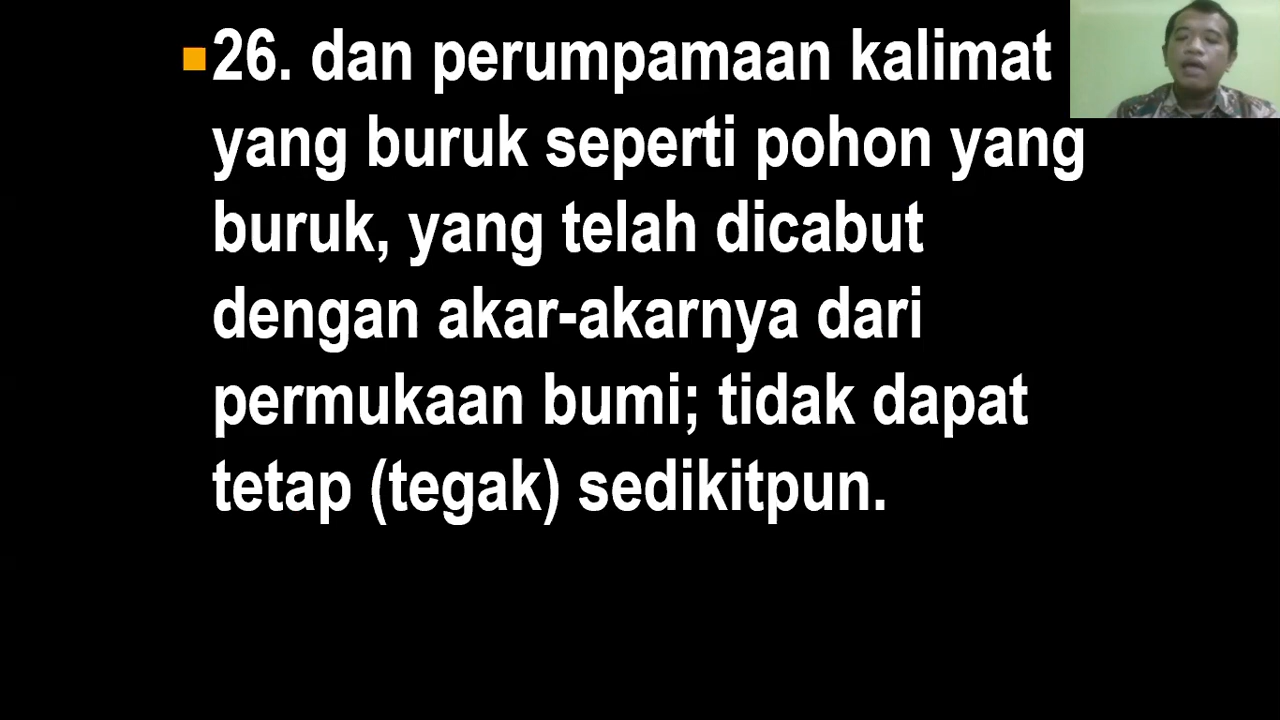 26. dan perumpamaan kalimat
yang buruk seperti pohon yang
buruk, yang telah dicabut
dengan akar-akarnya dari
permukaan bumi; tidak dapat
tetap (tegak) sedikitpun.